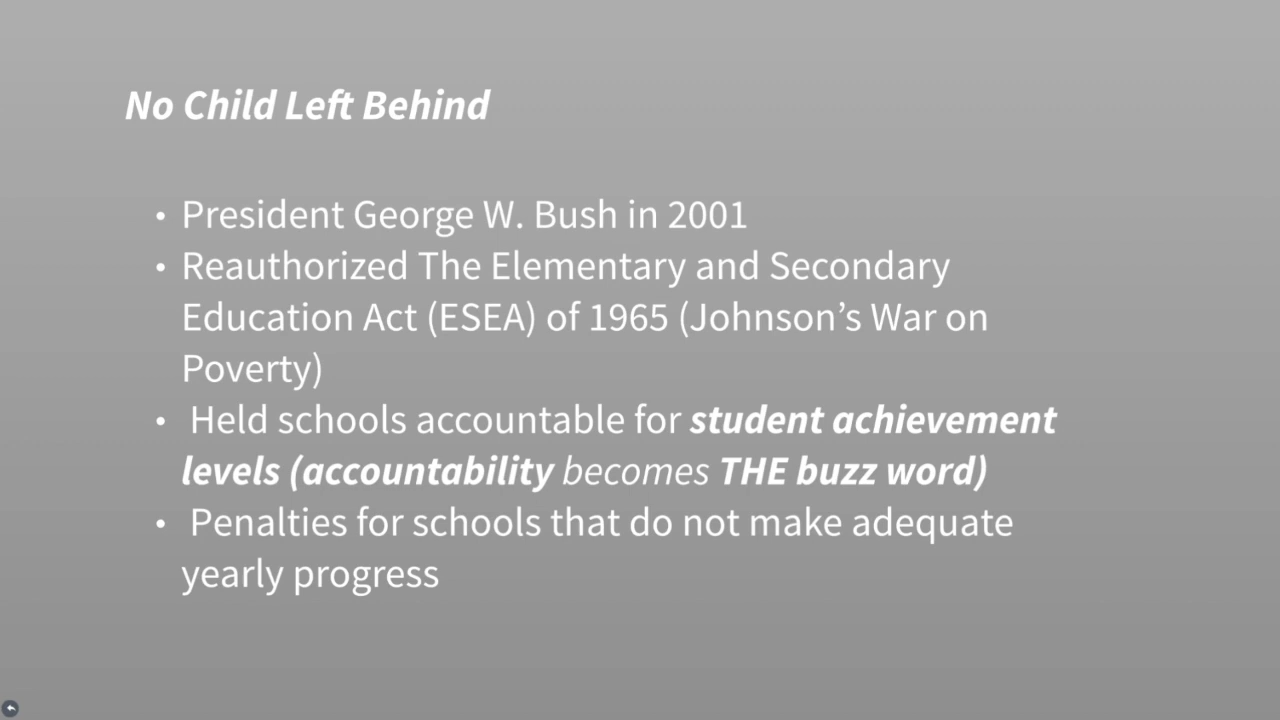 No Child Left Behind
• President George W. Bush in 2001
• Reauthorized The Elementary and Secondary
Education Act (ESEA) of 1965 (Johnson’s War on
Poverty)
• Held schools accountable for student achievement
levels (accountability becomes THE buzz word)
• Penalties for schools that do not make adequate
yearly progress